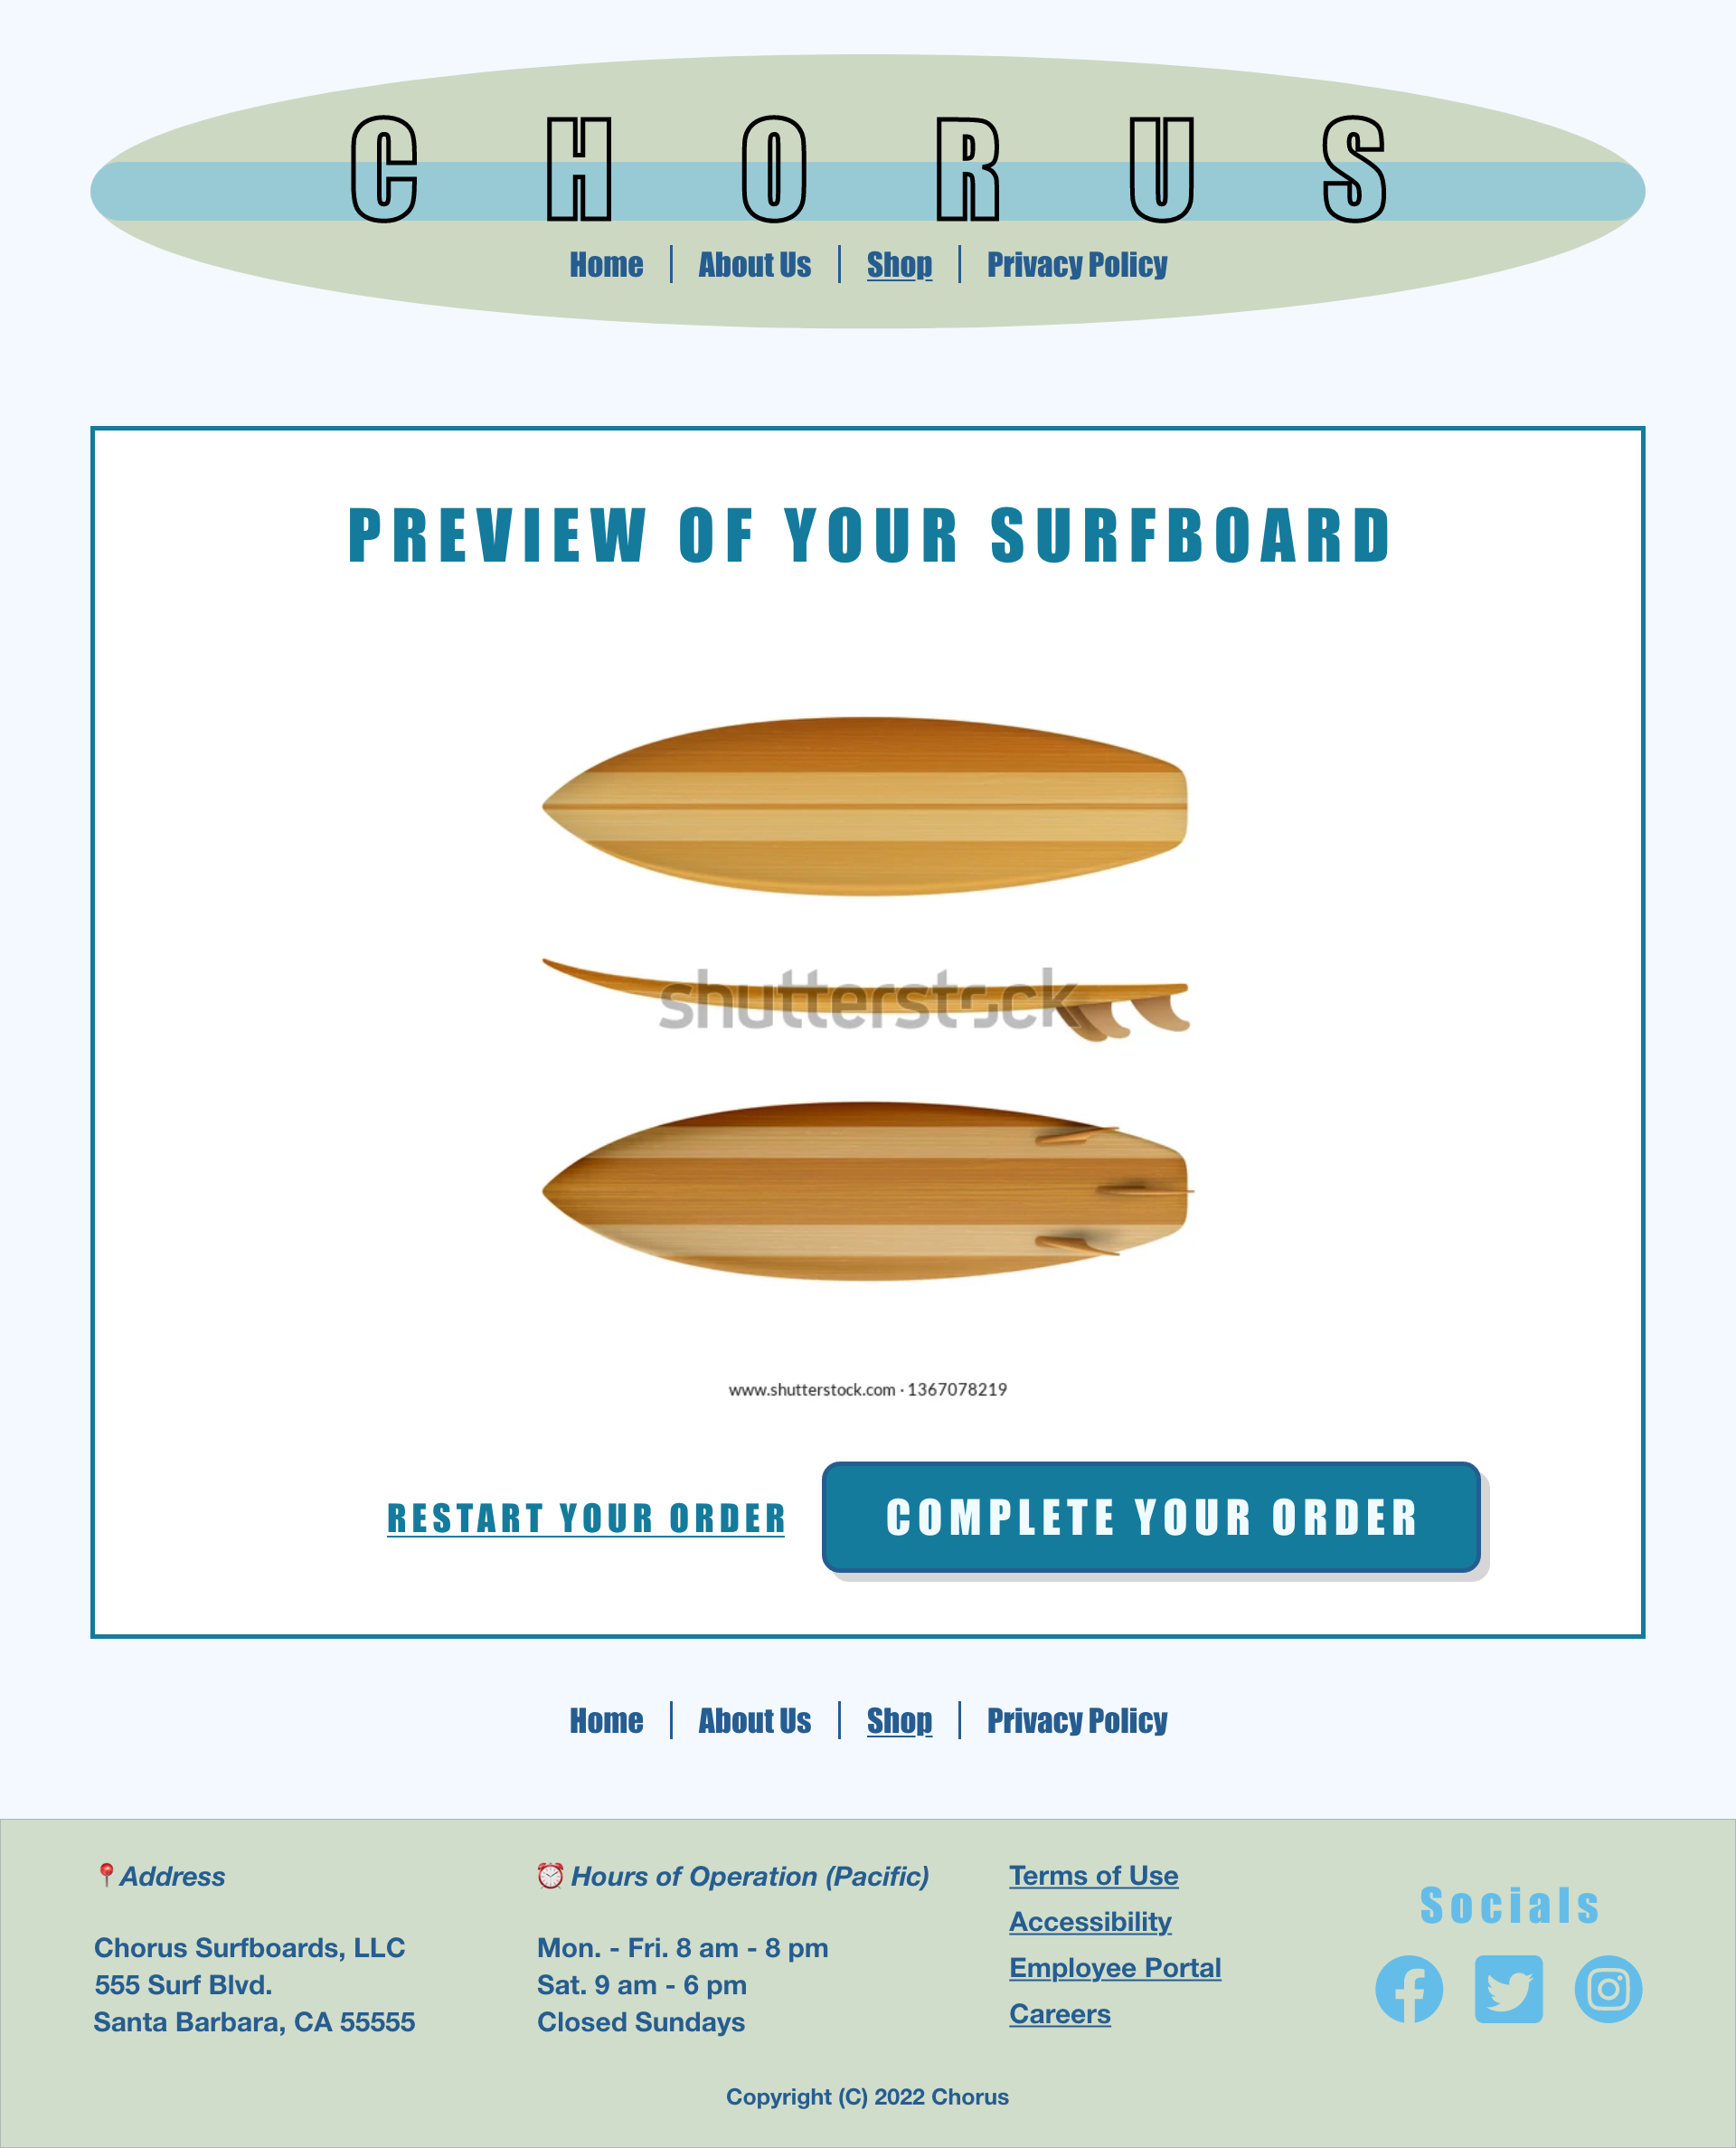 CHORUS
Home | About Us | Shop | Privacy Policy
PREVIEW OF YOUR SURFBOARD
shutterstock
www.shutterstock.com · 1367078219
RESTART YOUR ORDER
COMPLETE YOUR ORDER
Home | About Us | Shop | Privacy Policy
📍Address
Chorus Surfboards, LLC
555 Surf Blvd.
Santa Barbara, CA 55555
⏰ Hours of Operation (Pacific)
Mon. - Fri. 8 am - 8 pm
Sat. 9 am - 6 pm
Closed Sundays
Terms of Use
Accessibility
Employee Portal
Careers
Socials
Copyright (C) 2022 Chorus